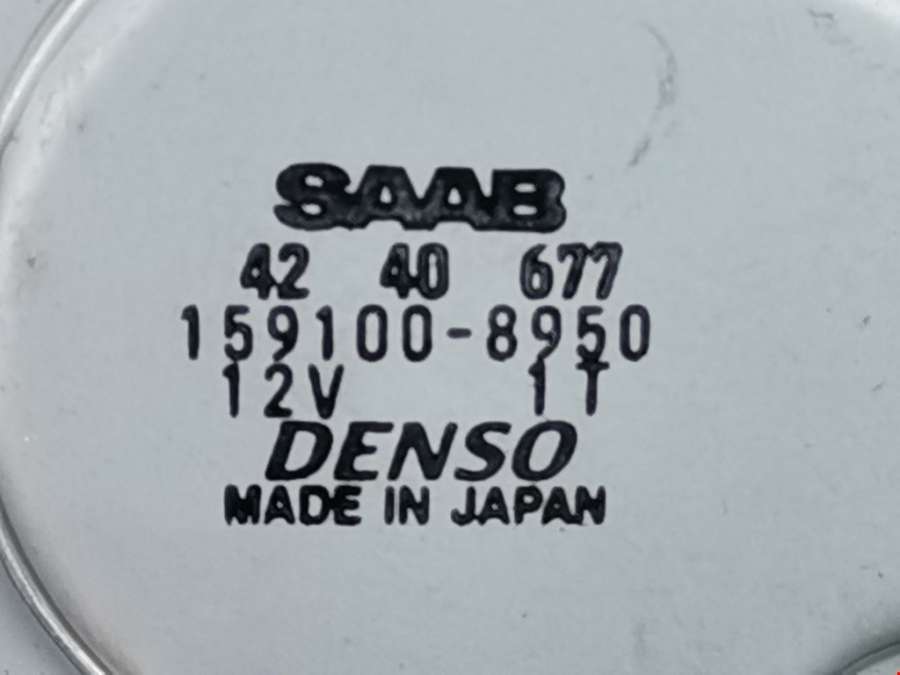 SAAB
42 40 677
159100-8950
12V 1T
DENSO
MADE IN JAPAN